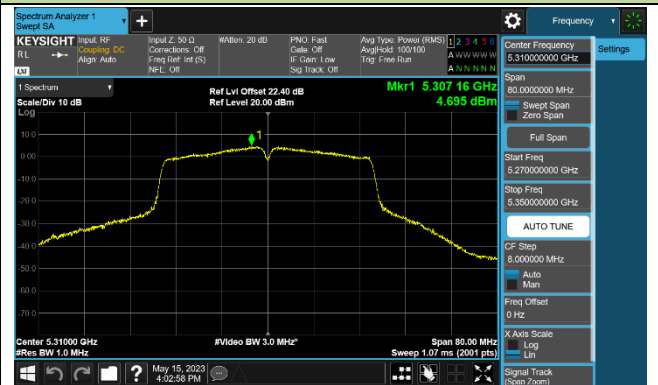 Spectrum Analyzer 1
Swept SA
Frequency
KEYSIGHT
Input: RF
Input Z: 50 Ω
#Atten: 20 dB
PNO: Fast
Avg Type: Power (RMS)
1 2 3 4 5 6
RL
Coupling: DC
Corrections: Off
Gate: Off
Avg|Hold: 100/100
A W W W W W
Align: Auto
Freq Ref: Int (S)
IF Gain: Low
Trig: Free Run
LXI
NFE: Off
Sig Track: Off
A N N N N N
1 Spectrum
Ref Lvl Offset 22.40 dB
Mkr1 5.307 16 GHz
Scale/Div 10 dB
Ref Level 20.00 dBm
4.695 dBm
Log
1
10.0
0.00
-10.0
-20.0
-30.0
-40.0
-50.0
-60.0
-70.0
Center 5.31000 GHz
#Video BW 3.0 MHz*
Span 80.00 MHz
#Res BW 1.0 MHz
Sweep 1.07 ms (2001 pts)
May 15, 2023
4:02:58 PM
Center Frequency
5.310000000 GHz
Settings
Span
80.0000000 MHz
Swept Span
Zero Span
Full Span
Start Freq
5.270000000 GHz
Stop Freq
5.350000000 GHz
AUTO TUNE
CF Step
8.000000 MHz
Auto
Man
Freq Offset
0 Hz
X Axis Scale
Log
Lin
Signal Track
(Span Zoom)